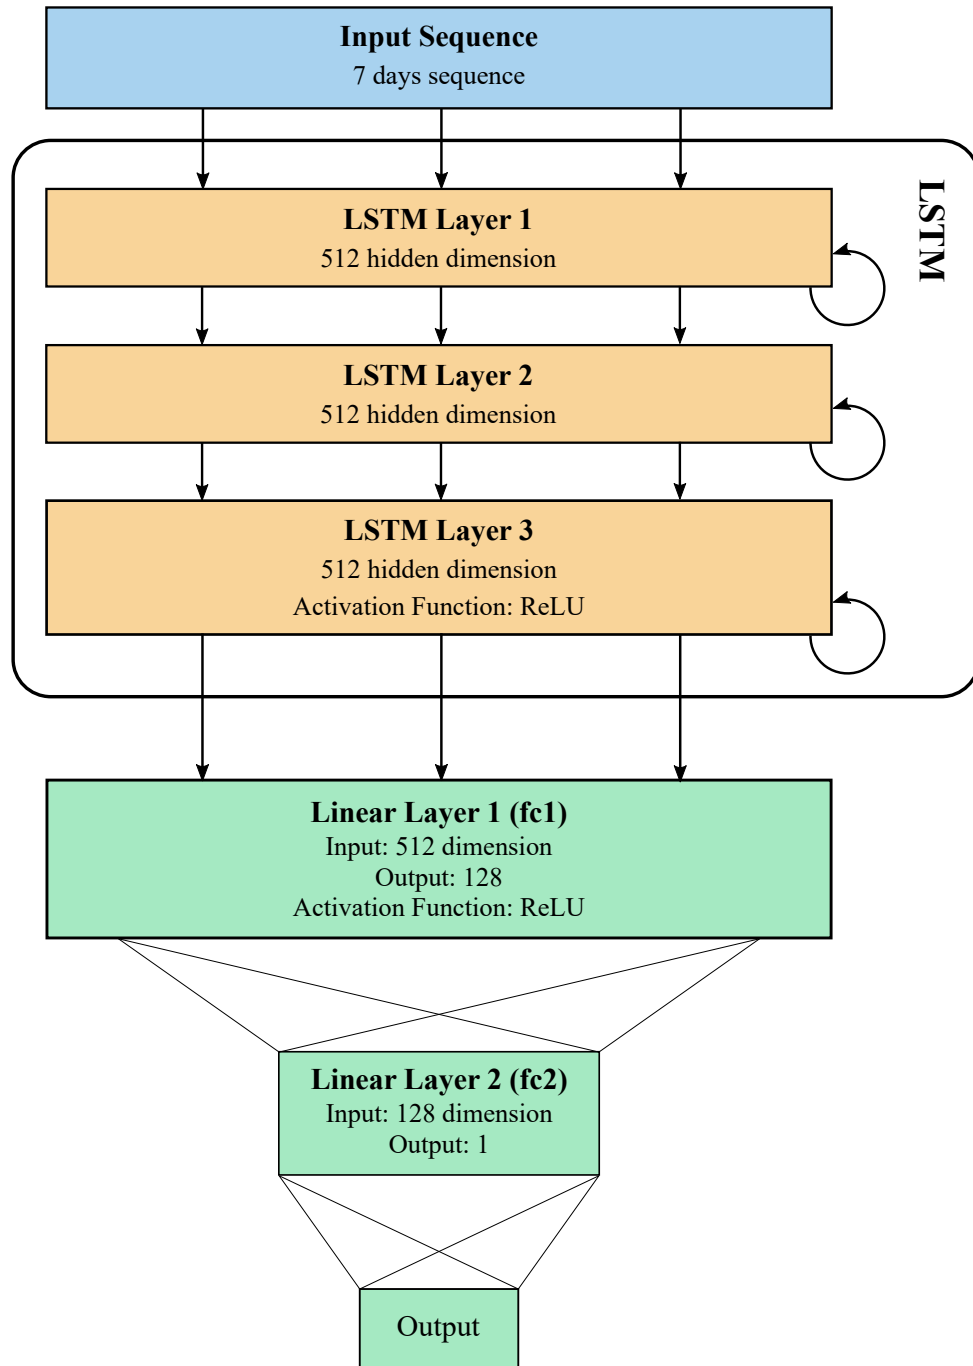 Input Sequence
7 days sequence
LSTM
LSTM Layer 1
512 hidden dimension
LSTM Layer 2
512 hidden dimension
LSTM Layer 3
512 hidden dimension
Activation Function: ReLU
Linear Layer 1 (fc1)
Input: 512 dimension
Output: 128
Activation Function: ReLU
Linear Layer 2 (fc2)
Input: 128 dimension
Output: 1
Output